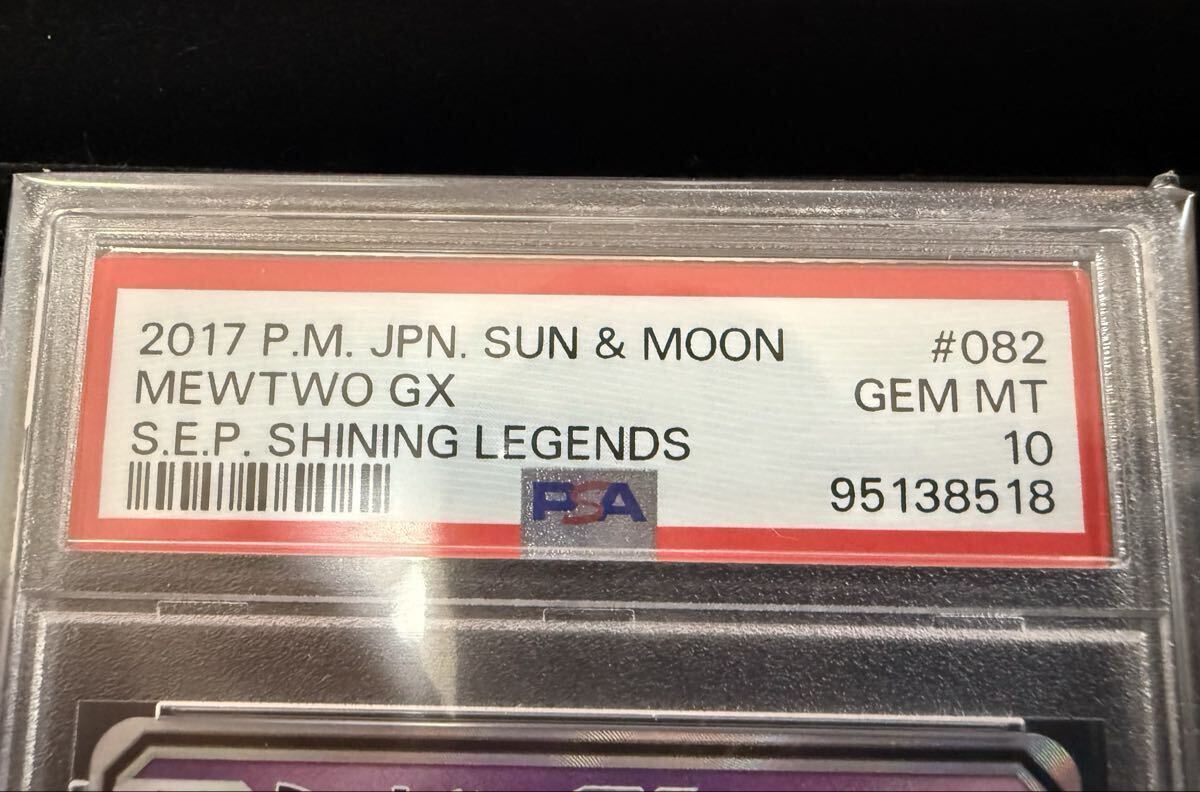 2017 P.M. JPN. SUN & MOON #082
MEWTWO GX GEM MT
S.E.P. SHINING LEGENDS 10
PSA 95138518